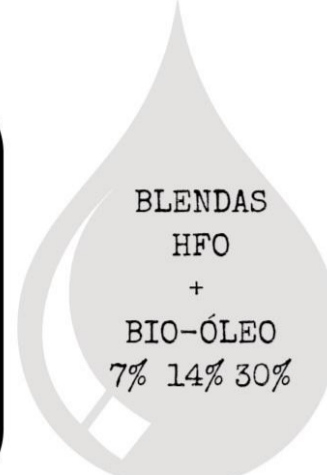 BLENDAS
HFO
+
BIO-ÓLEO
7% 14% 30%